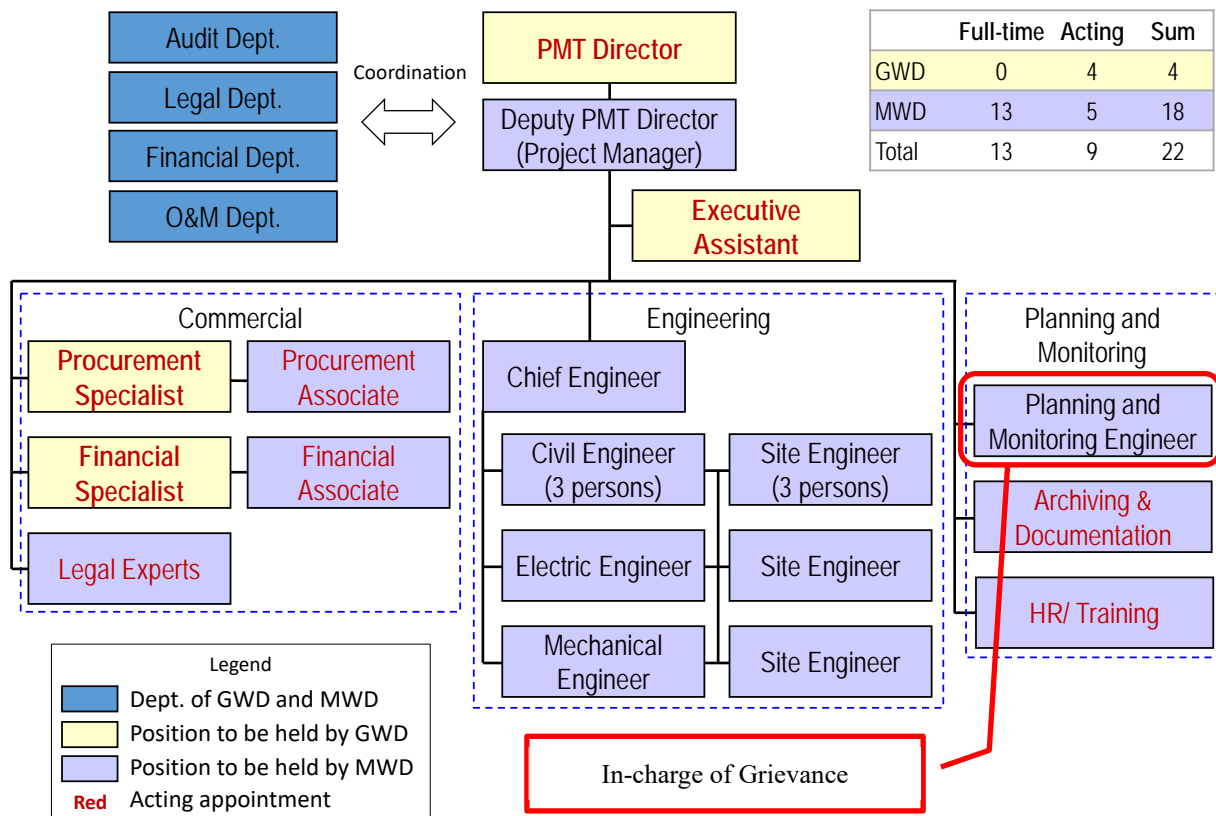 Audit Dept.
Legal Dept.
Financial Dept.
O&M Dept.
Coordination
PMT Director
Deputy PMT Director
(Project Manager)
Executive
Assistant
Full-time Acting Sum
GWD 0 4 4
MWD 13 5 18
Total 13 9 22
Commercial
Procurement
Specialist
Procurement
Associate
Financial
Specialist
Financial
Associate
Legal Experts
Engineering
Chief Engineer
Civil Engineer
(3 persons)
Site Engineer
(3 persons)
Electric Engineer
Site Engineer
Mechanical
Engineer
Site Engineer
Planning and
Monitoring
Planning and
Monitoring Engineer
Archiving &
Documentation
HR/ Training
Legend
Dept. of GWD and MWD
Position to be held by GWD
Position to be held by MWD
Red Acting appointment
In-charge of Grievance